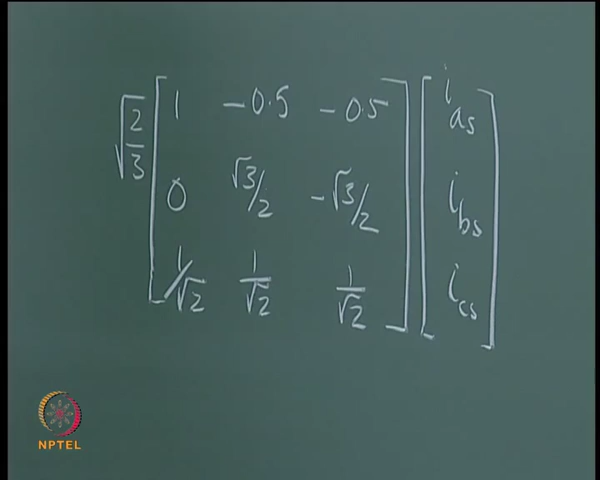 √2/3 [1 -0.5 -0.5] [i_as]
[0 √3/2 -√3/2] [i_bs]
[1/√2 1/√2 1/√2] [i_cs]
NPTEL